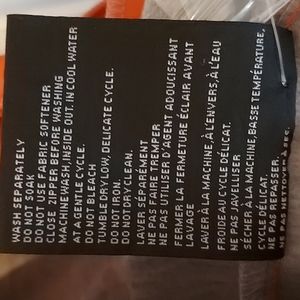 WASH SEPARATELY
DO NOT SOAK
DO NOT USE FABRIC SOFTENER
CLOSE ZIPPER BEFORE WASHING
MACHINE WASH, INSIDE OUT, IN COOL WATER
AT A GENTLE CYCLE.
DO NOT BLEACH
TUMBLE DRY LOW, DELICATE CYCLE.
DO NOT IRON.
DO NOT DRYCLEAN.
LAVER SÉPARÉMENT
NE PAS FAIRE TREMPER
NE PAS UTILISER D'AGENT ADOUCISSANT
FERMER LA FERMETURE ÉCLAIR AVANT
LAVAGE
LAVER À LA MACHINE, À L'ENVERS, À L'EAU
FROIDE AU CYCLE DÉLICAT.
NE PAS JAVELLISER
SÉCHER À LA MACHINE, BASSE TEMPÉRATURE,
CYCLE DÉLICAT.
NE PAS REPASSER.
NE PAS NETTOYER À SEC.